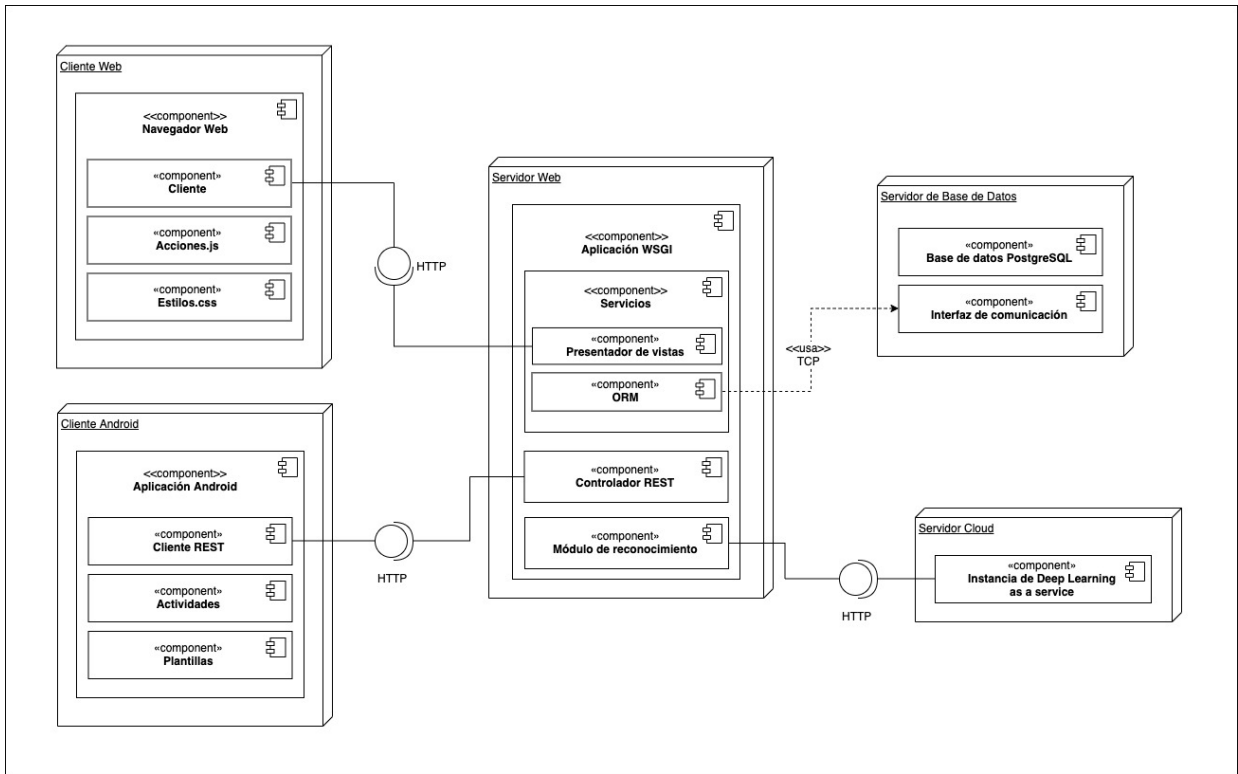 Cliente Web
<<component>>
Navegador Web
«component»
Cliente
«component»
Acciones.js
«component»
Estilos.css
HTTP
Cliente Android
<<component>>
Aplicación Android
«component»
Cliente REST
«component»
Actividades
«component»
Plantillas
HTTP
Servidor Web
<<component>>
Aplicación WSGI
<<component>>
Servicios
«component»
Presentador de vistas
«component»
ORM
«component»
Controlador REST
«component»
Módulo de reconocimiento
<<usa>>
TCP
HTTP
Servidor de Base de Datos
«component»
Base de datos PostgreSQL
«component»
Interfaz de comunicación
Servidor Cloud
«component»
Instancia de Deep Learning
as a service